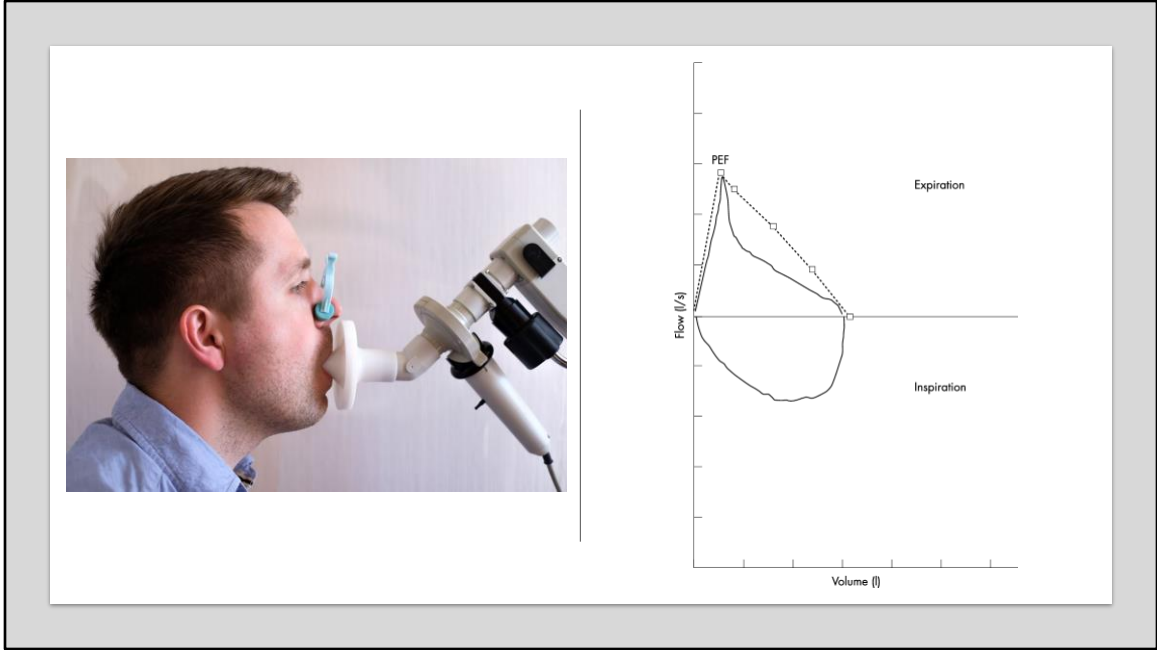 PEF
Expiration
Flow (l/s)
Inspiration
Volume (l)